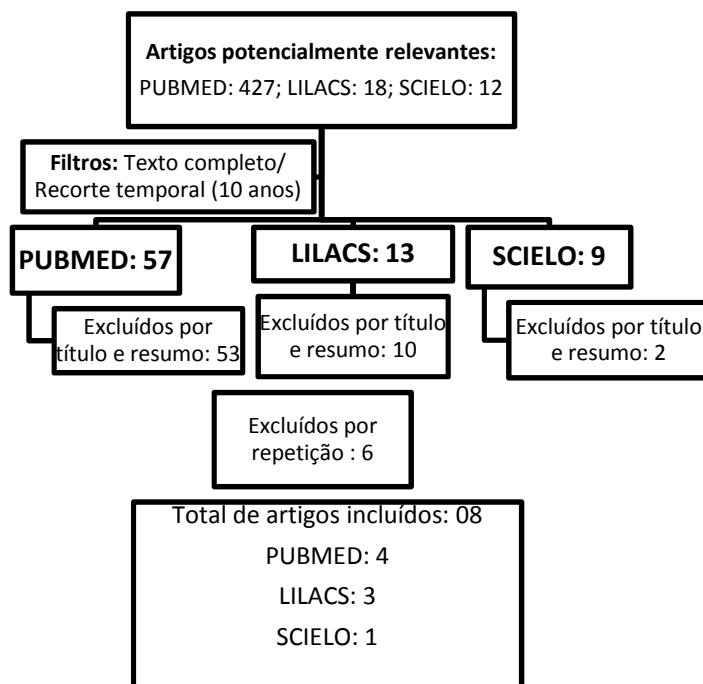 Artigos potencialmente relevantes:
PUBMED: 427; LILACS: 18; SCIELO: 12
Filtros: Texto completo/
Recorte temporal (10 anos)
PUBMED: 57
LILACS: 13
SCIELO: 9
Excluídos por
título e resumo: 53
Excluídos por título
e resumo: 10
Excluídos por título
e resumo: 2
Excluídos por
repetição : 6
Total de artigos incluídos: 08
PUBMED: 4
LILACS: 3
SCIELO: 1